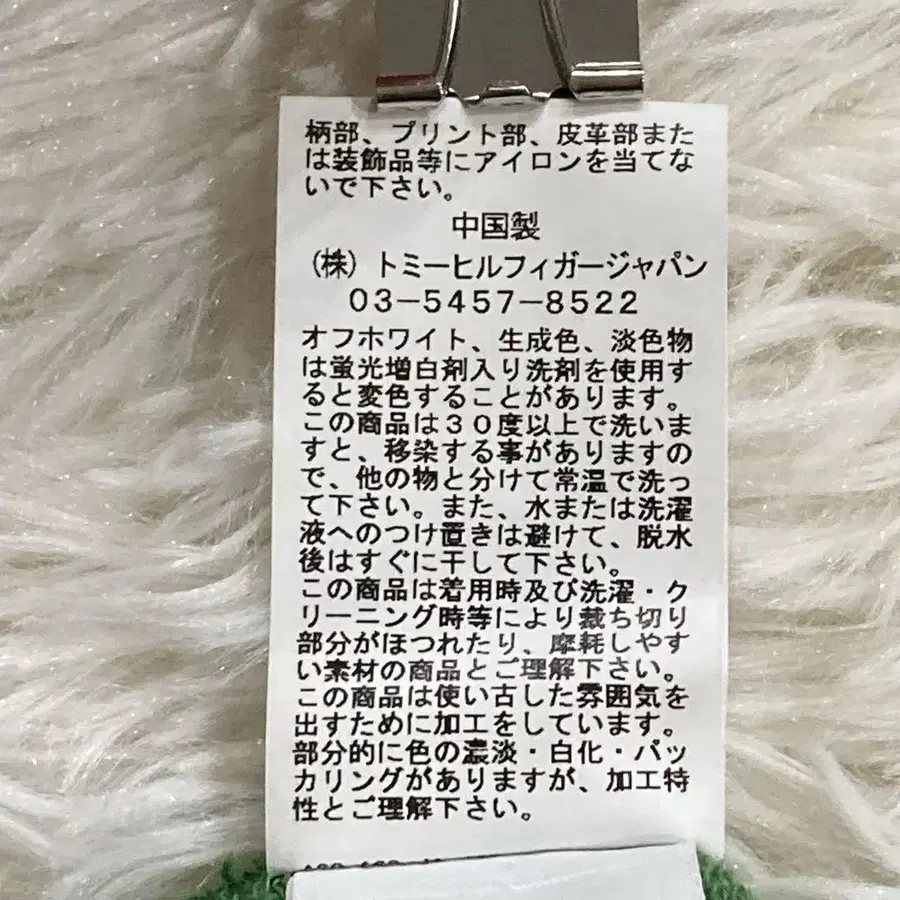 柄部、プリント部、皮革部また
は装飾品等にアイロンを当てな
いで下さい。
中国製
(株)トミーヒルフィガージャパン
03-5457-8522
オフホワイト、生成色、淡色物
は蛍光増白剤入り洗剤を使用す
ると変色することがあります。
この商品は30度以上で洗いま
すと、移染する事がありますの
で、他の物と分けて常温で洗っ
て下さい。また、水または洗濯
液へのつけ置きは避けて、脱水
後はすぐに干して下さい。
この商品は着用時及び洗濯・ク
リーニング時等により裁ち切り
部分がほつれたり、摩耗しやす
い素材の商品とご理解下さい。
この商品は使い古した雰囲気を
出すために加工をしています。
部分的に色の濃淡・白化・パッ
カリングがありますが、加工特
性とご理解下さい。